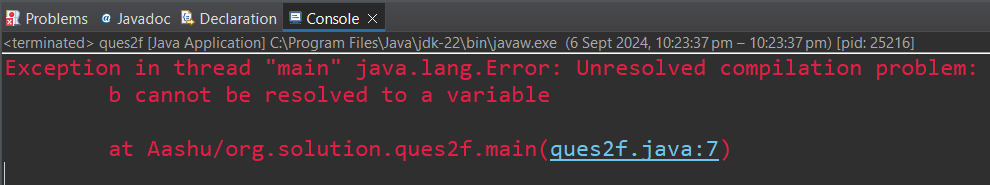 Problems @ Javadoc Declaration Console ×
<terminated> ques2f [Java Application] C:\Program Files\Java\jdk-22\bin\javaw.exe (6 Sept 2024, 10:23:37 pm – 10:23:37 pm) [pid: 25216]
Exception in thread "main" java.lang.Error: Unresolved compilation problem:
b cannot be resolved to a variable
at Aashu/org.solution.ques2f.main(ques2f.java:7)